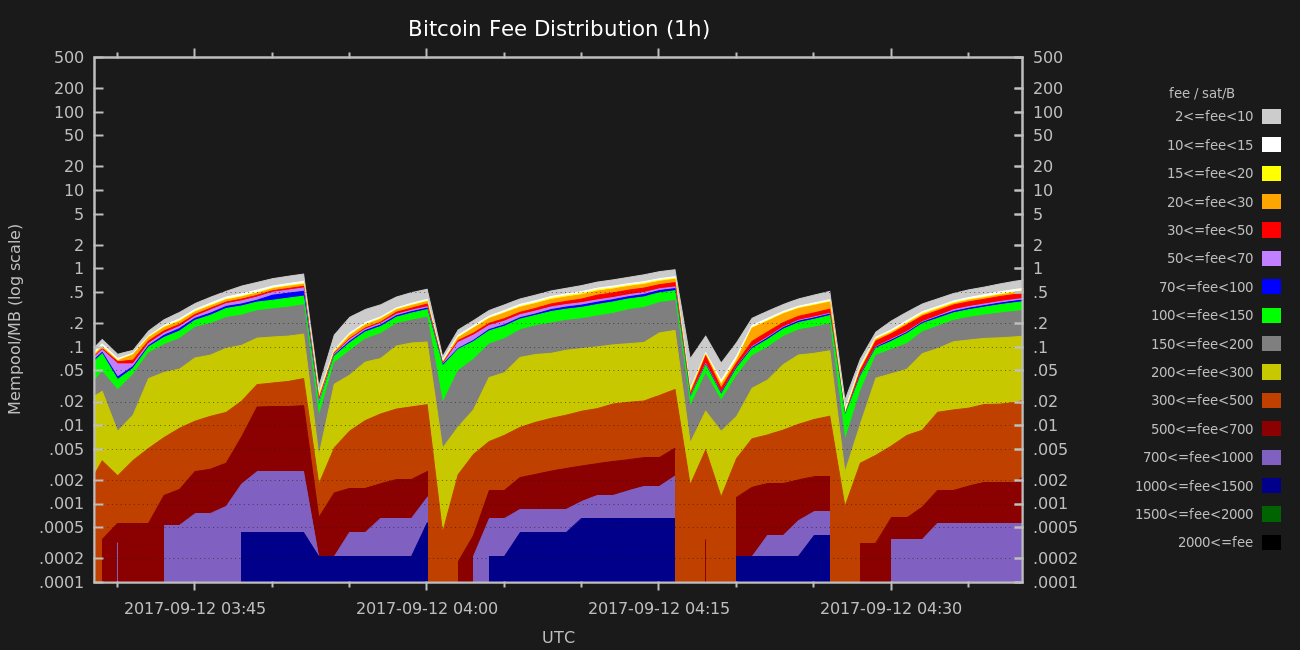 Bitcoin Fee Distribution (1h)
500 500
200 200
100 100
50 50
20 20
10 10
5 5
2 2
1 1
.5 .5
.2 .2
.1 .1
.05 .05
.02 .02
.01 .01
.005 .005
.002 .002
.001 .001
.0005 .0005
.0002 .0002
.0001 .0001
Mempool/MB (log scale)
2017-09-12 03:45 2017-09-12 04:00 2017-09-12 04:15 2017-09-12 04:30
UTC
fee / sat/B
2<=fee<10
10<=fee<15
15<=fee<20
20<=fee<30
30<=fee<50
50<=fee<70
70<=fee<100
100<=fee<150
150<=fee<200
200<=fee<300
300<=fee<500
500<=fee<700
700<=fee<1000
1000<=fee<1500
1500<=fee<2000
2000<=fee